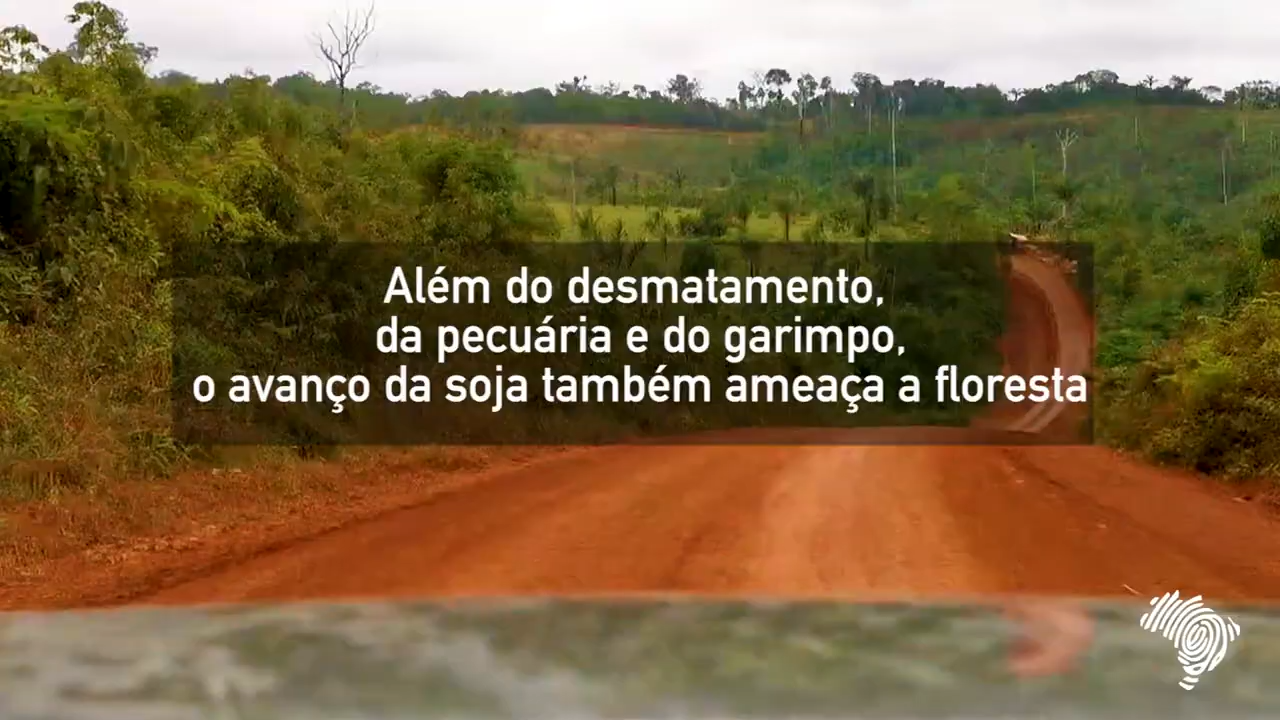 Além do desmatamento,
da pecuária e do garimpo,
o avanço da soja também ameaça a floresta